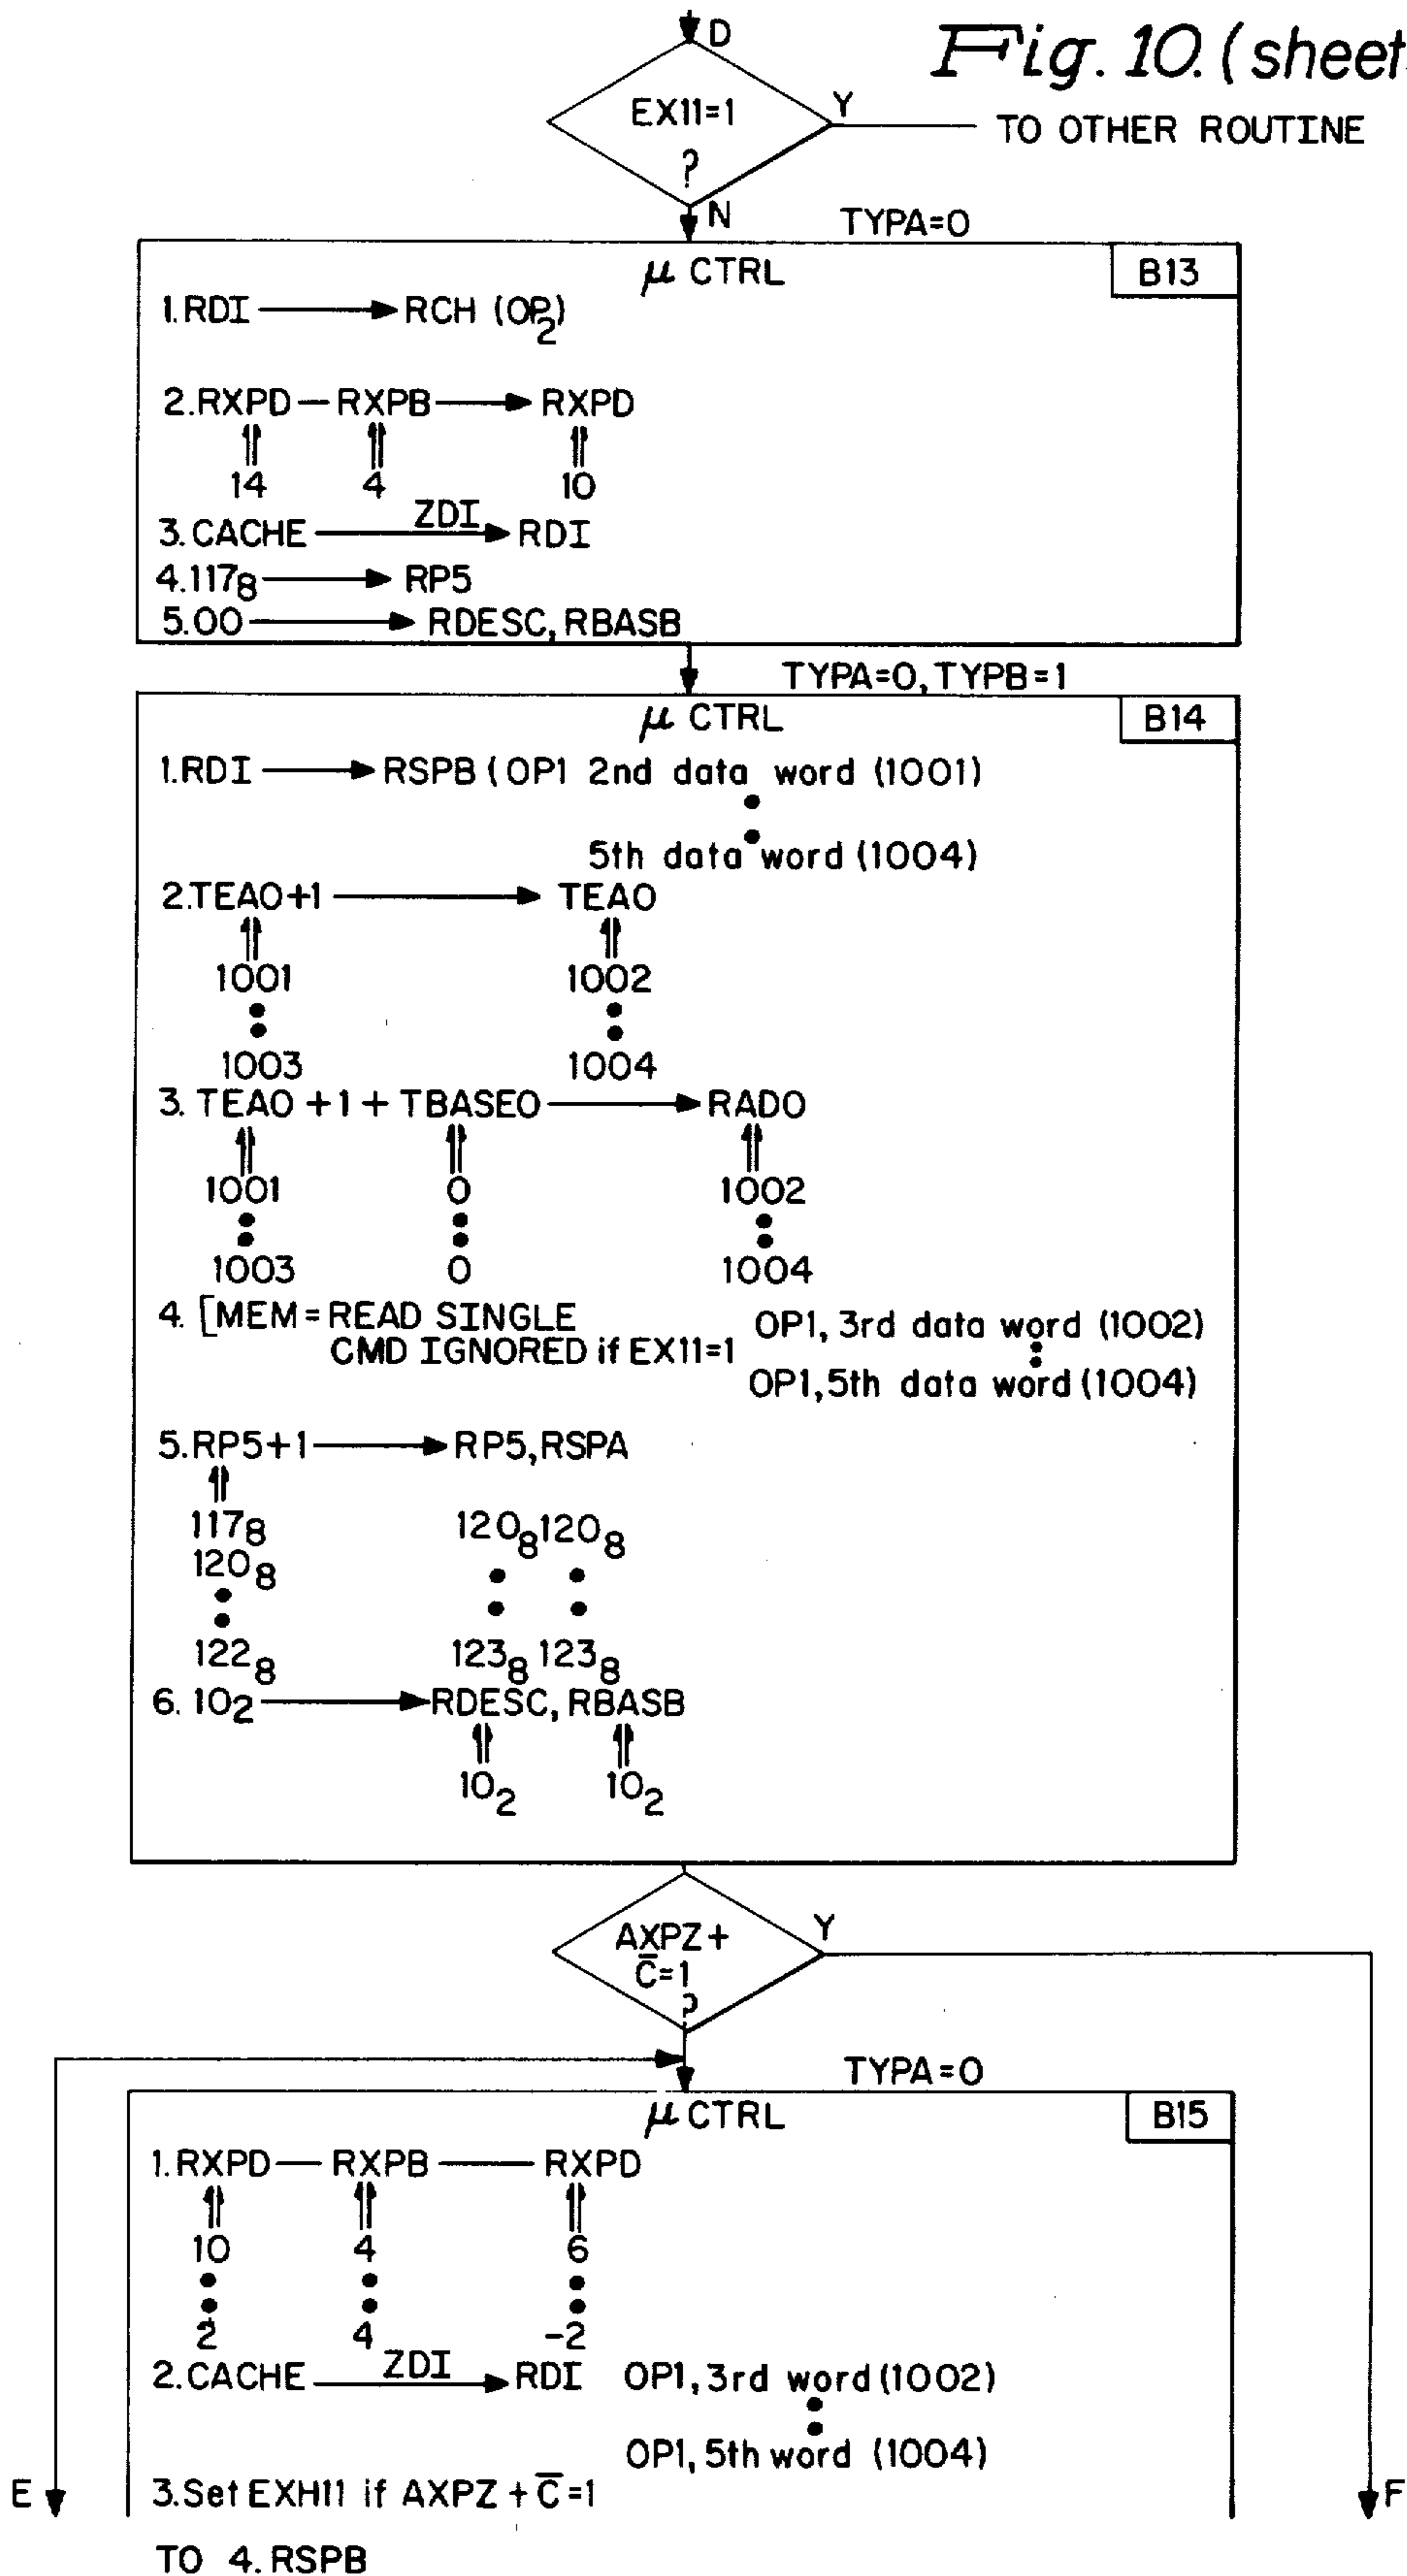 D
Fig. 10. (sheet
EX11=1
?
Y
TO OTHER ROUTINE
N
TYPA=0
μ CTRL
B13
1.RDI → RCH (OP2)
2.RXPD — RXPB → RXPD
14 4 10
3.CACHE ZDI → RDI
4.117₈ → RP5
5.00 → RDESC, RBASB
TYPA=0, TYPB=1
μ CTRL
B14
1.RDI → RSPB (OP1 2nd data word (1001)
5th data word (1004)
2.TEAO+1 → TEAO
1001 1002
1003 1004
3. TEAO +1 + TBASEO → RADO
1001 0 1002
1003 0 1004
4. [MEM = READ SINGLE
CMD IGNORED if EX11=1
OP1, 3rd data word (1002)
OP1, 5th data word (1004)
5.RP5+1 → RP5,RSPA
117₈ 120₈ 120₈
120₈
122₈ 123₈ 123₈
6. 10₂ → RDESC, RBASB
10₂ 10₂
AXPZ +
C̅=1
?
Y
TYPA=0
μ CTRL
B15
1.RXPD — RXPB — RXPD
10 4 6
2 4 -2
2.CACHE ZDI → RDI OP1, 3rd word (1002)
OP1, 5th word (1004)
3.Set EXH11 if AXPZ + C̅=1
E
F
TO 4. RSPB